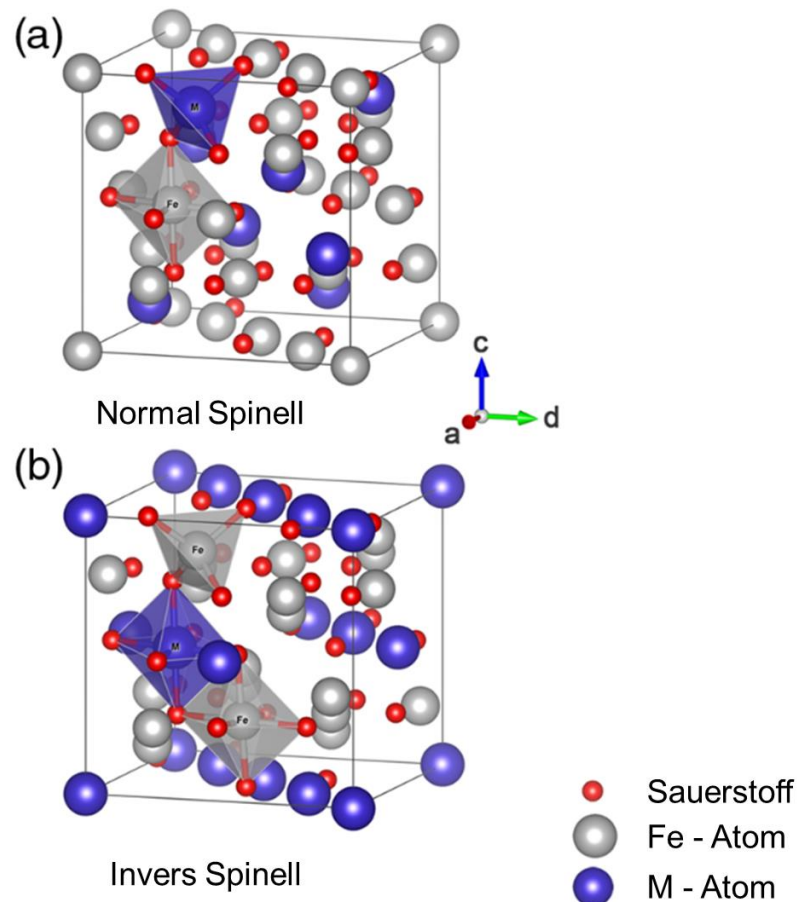 (a)
M
Fe
Normal Spinell
c
a
d
(b)
Fe
M
Fe
Invers Spinell
Sauerstoff
Fe - Atom
M - Atom